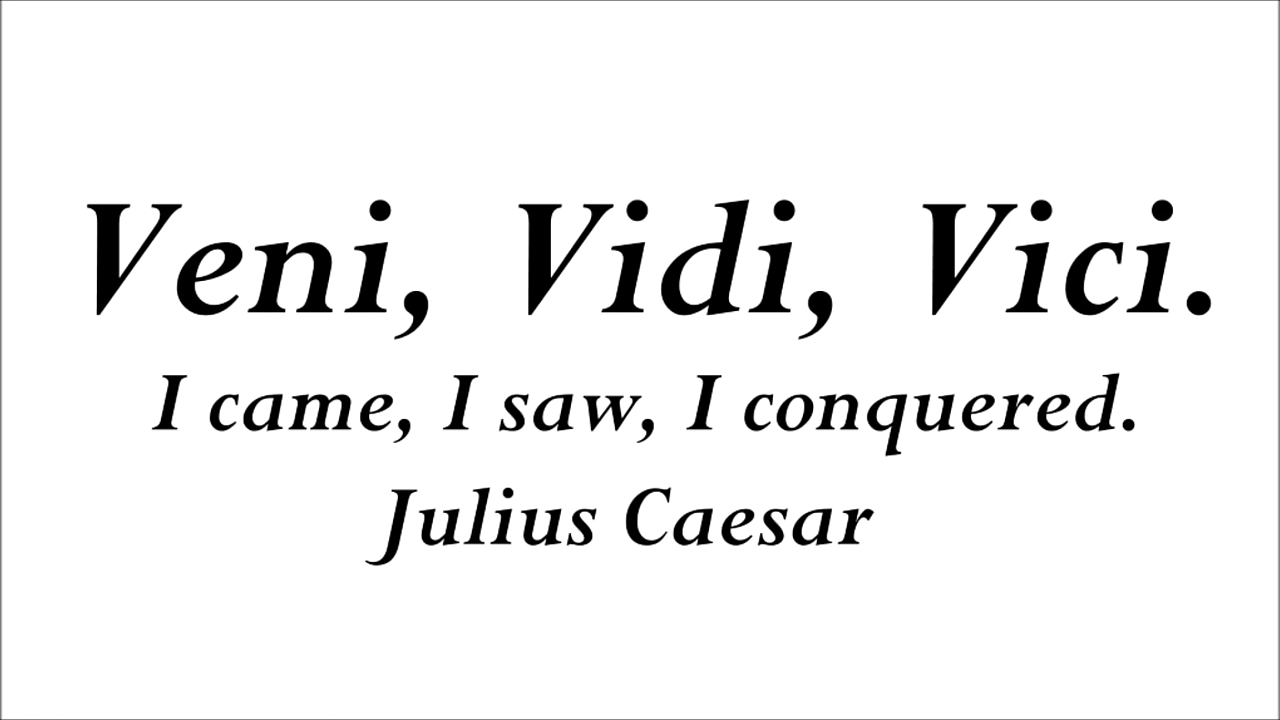 Veni, Vidi, Vici.
I came, I saw, I conquered.
Julius Caesar